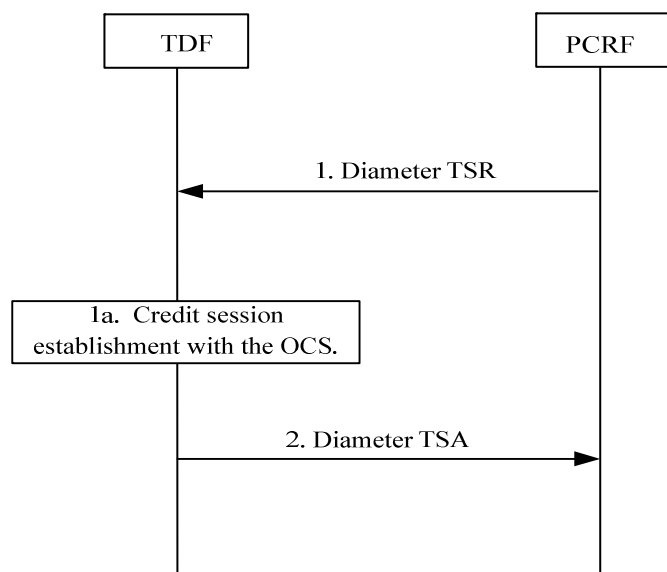 TDF
PCRF
1. Diameter TSR
1a. Credit session
establishment with the OCS.
2. Diameter TSA